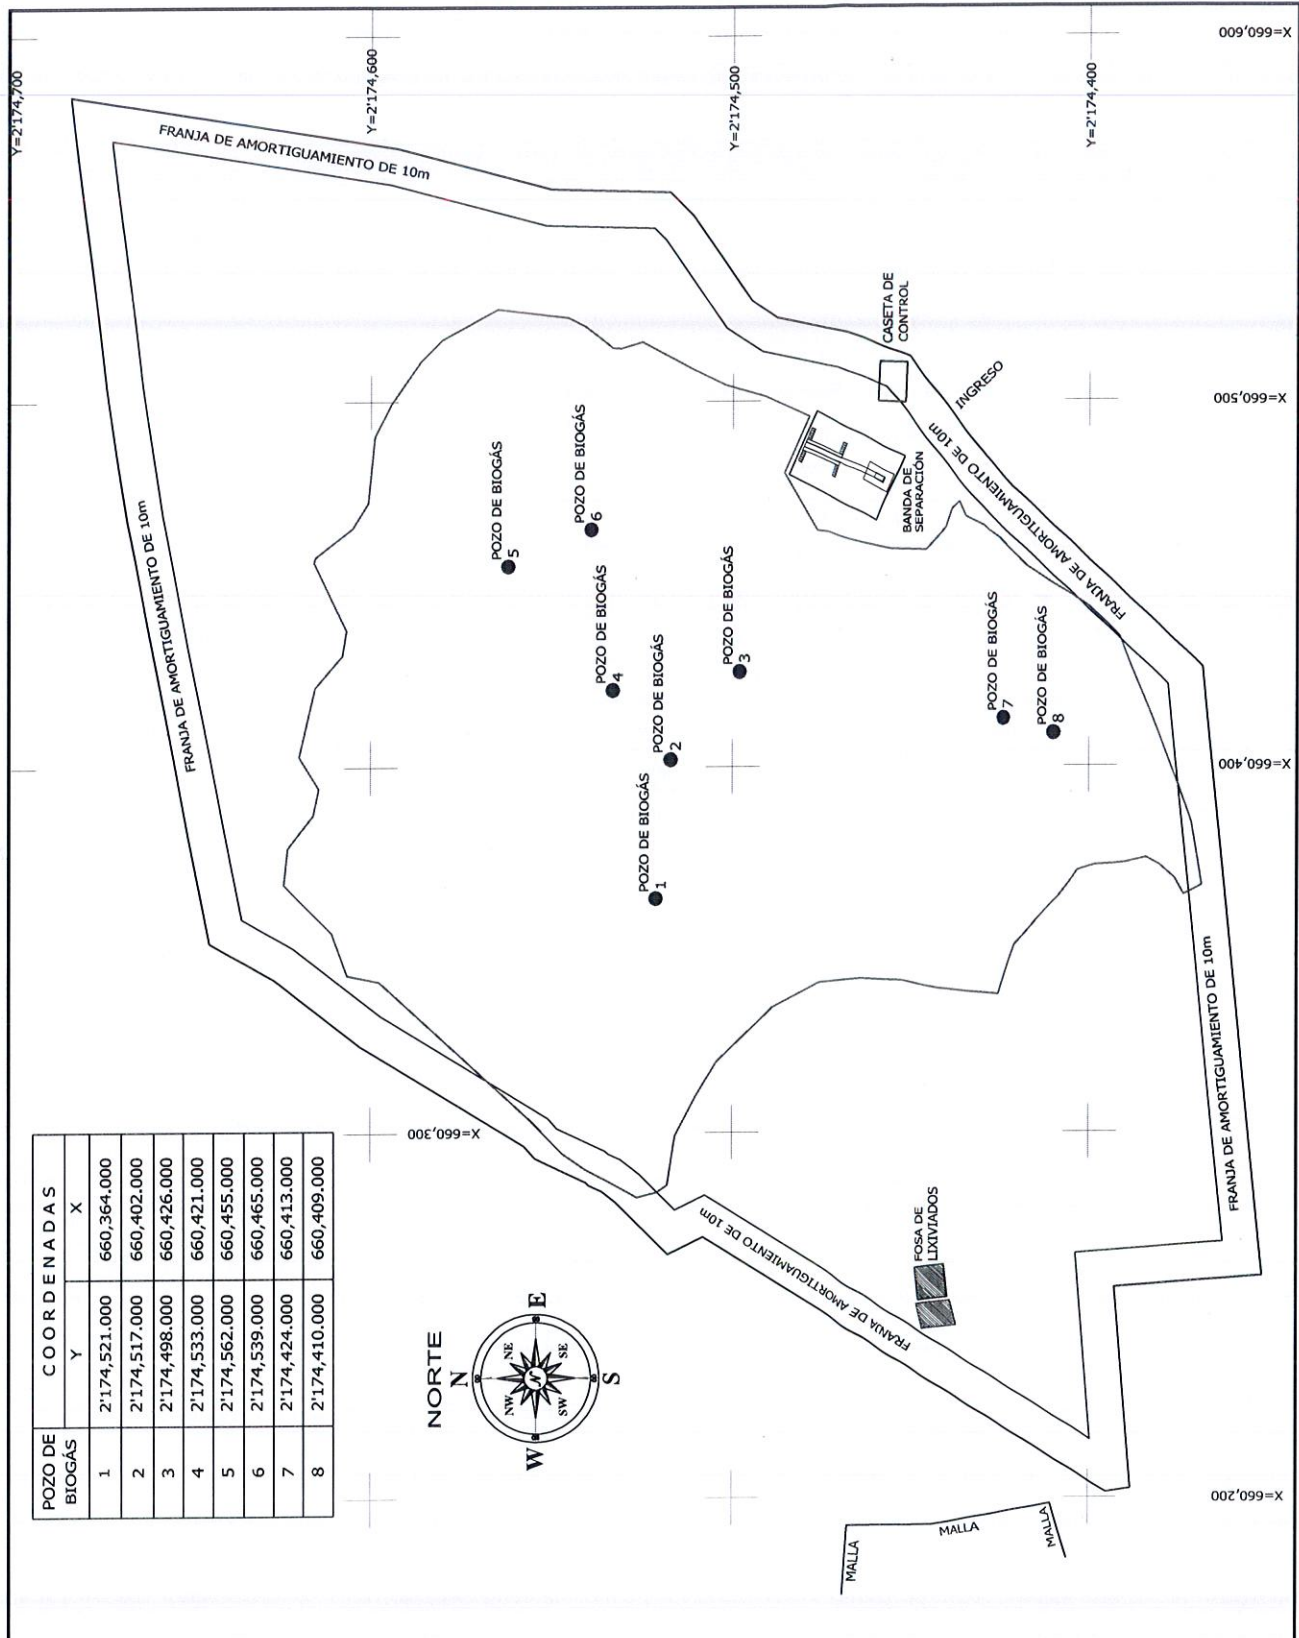 POZO DE BIOGÁS
COORDENADAS
Y
X
1 2'174,521.000 660,364.000
2 2'174,517.000 660,402.000
3 2'174,498.000 660,426.000
4 2'174,533.000 660,421.000
5 2'174,562.000 660,455.000
6 2'174,539.000 660,465.000
7 2'174,424.000 660,413.000
8 2'174,410.000 660,409.000
NORTE
N
NE
E
SE
S
SW
W
NW
N
Y=2'174,700
Y=2'174,600
Y=2'174,500
Y=2'174,400
X=660,600
X=660,500
X=660,400
X=660,300
X=660,200
FRANJA DE AMORTIGUAMIENTO DE 10m
FRANJA DE AMORTIGUAMIENTO DE 10m
FRANJA DE AMORTIGUAMIENTO DE 10m
FRANJA DE AMORTIGUAMIENTO DE 10m
FRANJA DE AMORTIGUAMIENTO DE 10m
FRANJA DE AMORTIGUAMIENTO DE 10m
POZO DE BIOGÁS
1
POZO DE BIOGÁS
2
POZO DE BIOGÁS
3
POZO DE BIOGÁS
4
POZO DE BIOGÁS
5
POZO DE BIOGÁS
6
POZO DE BIOGÁS
7
POZO DE BIOGÁS
8
CASETA DE
CONTROL
INGRESO
BANDA DE
SEPARACIÓN
FOSA DE
LIXIVIADOS
MALLA
MALLA
MALLA